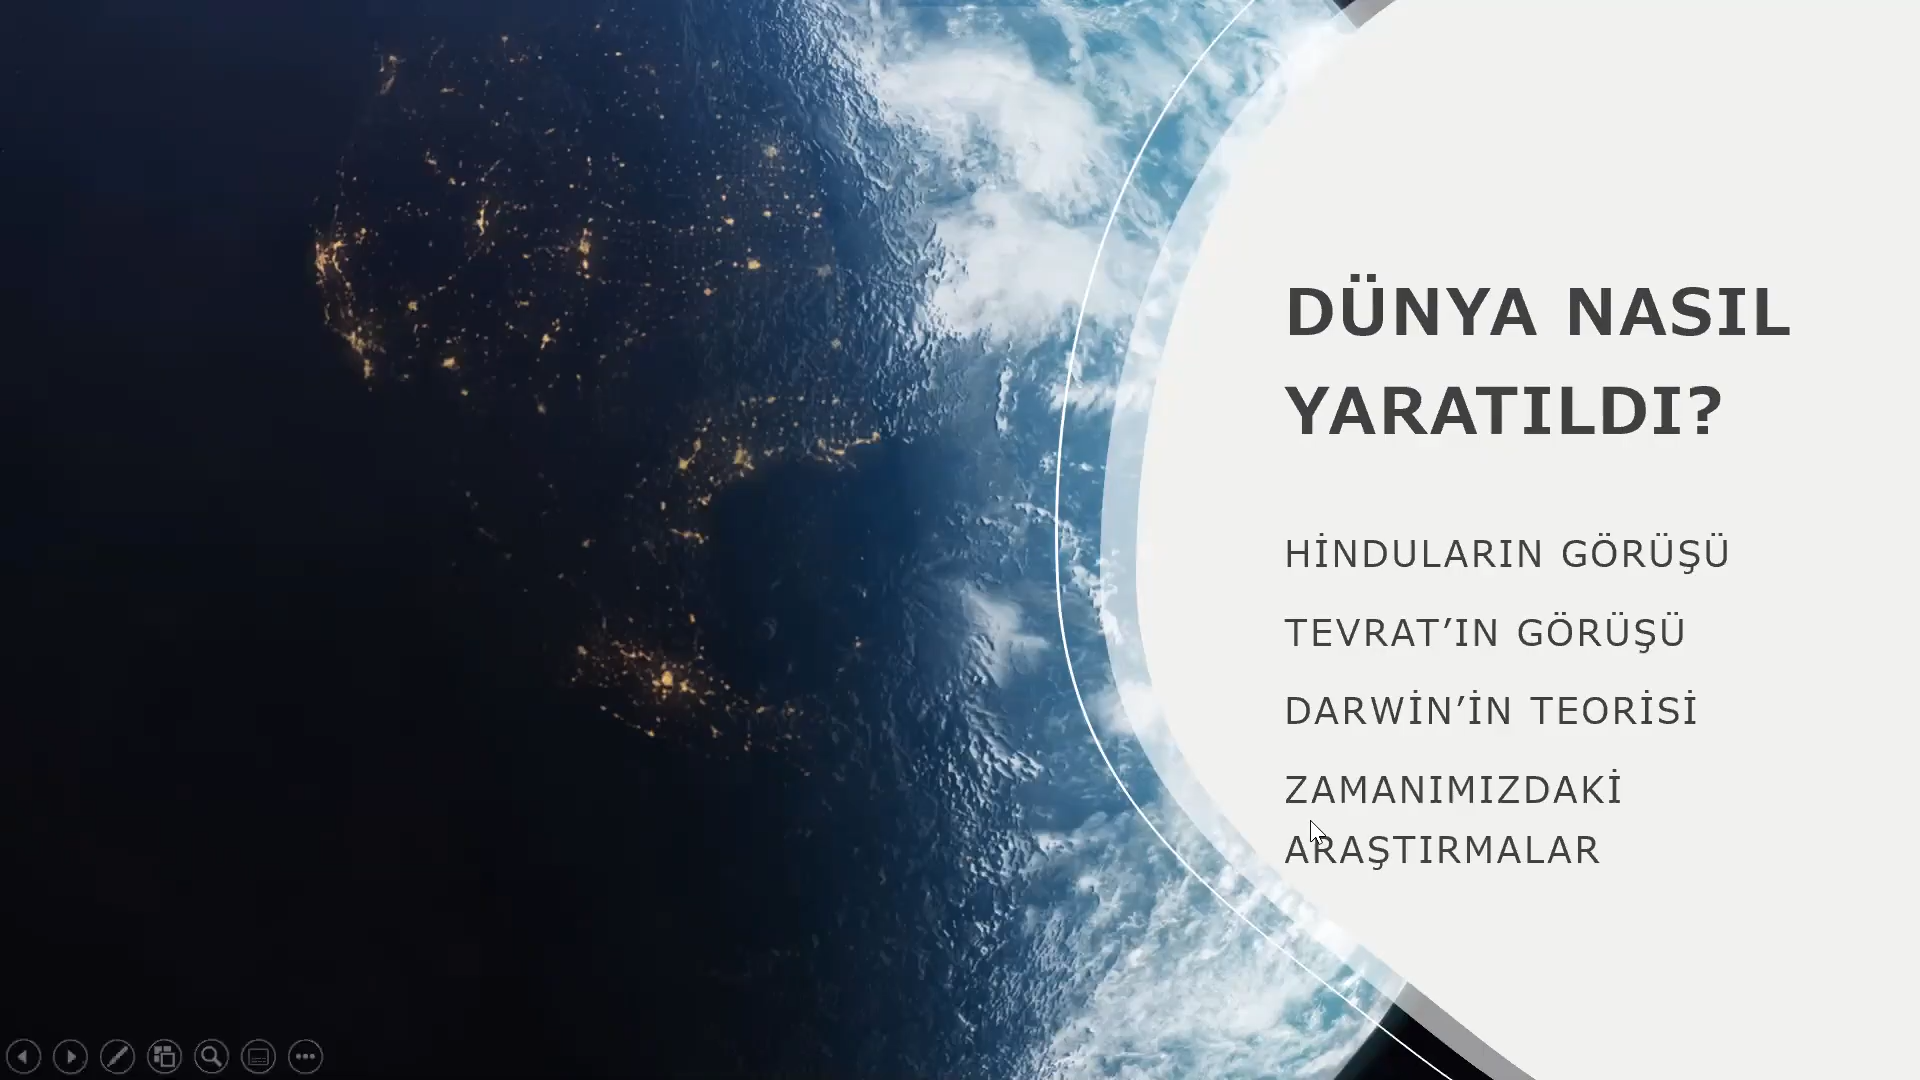 DÜNYA NASIL
YARATILDI?
HİNDULARIN GÖRÜŞÜ
TEVRAT’IN GÖRÜŞÜ
DARWİN’İN TEORİSİ
ZAMANIMIZDAKİ
ARAŞTIRMALAR